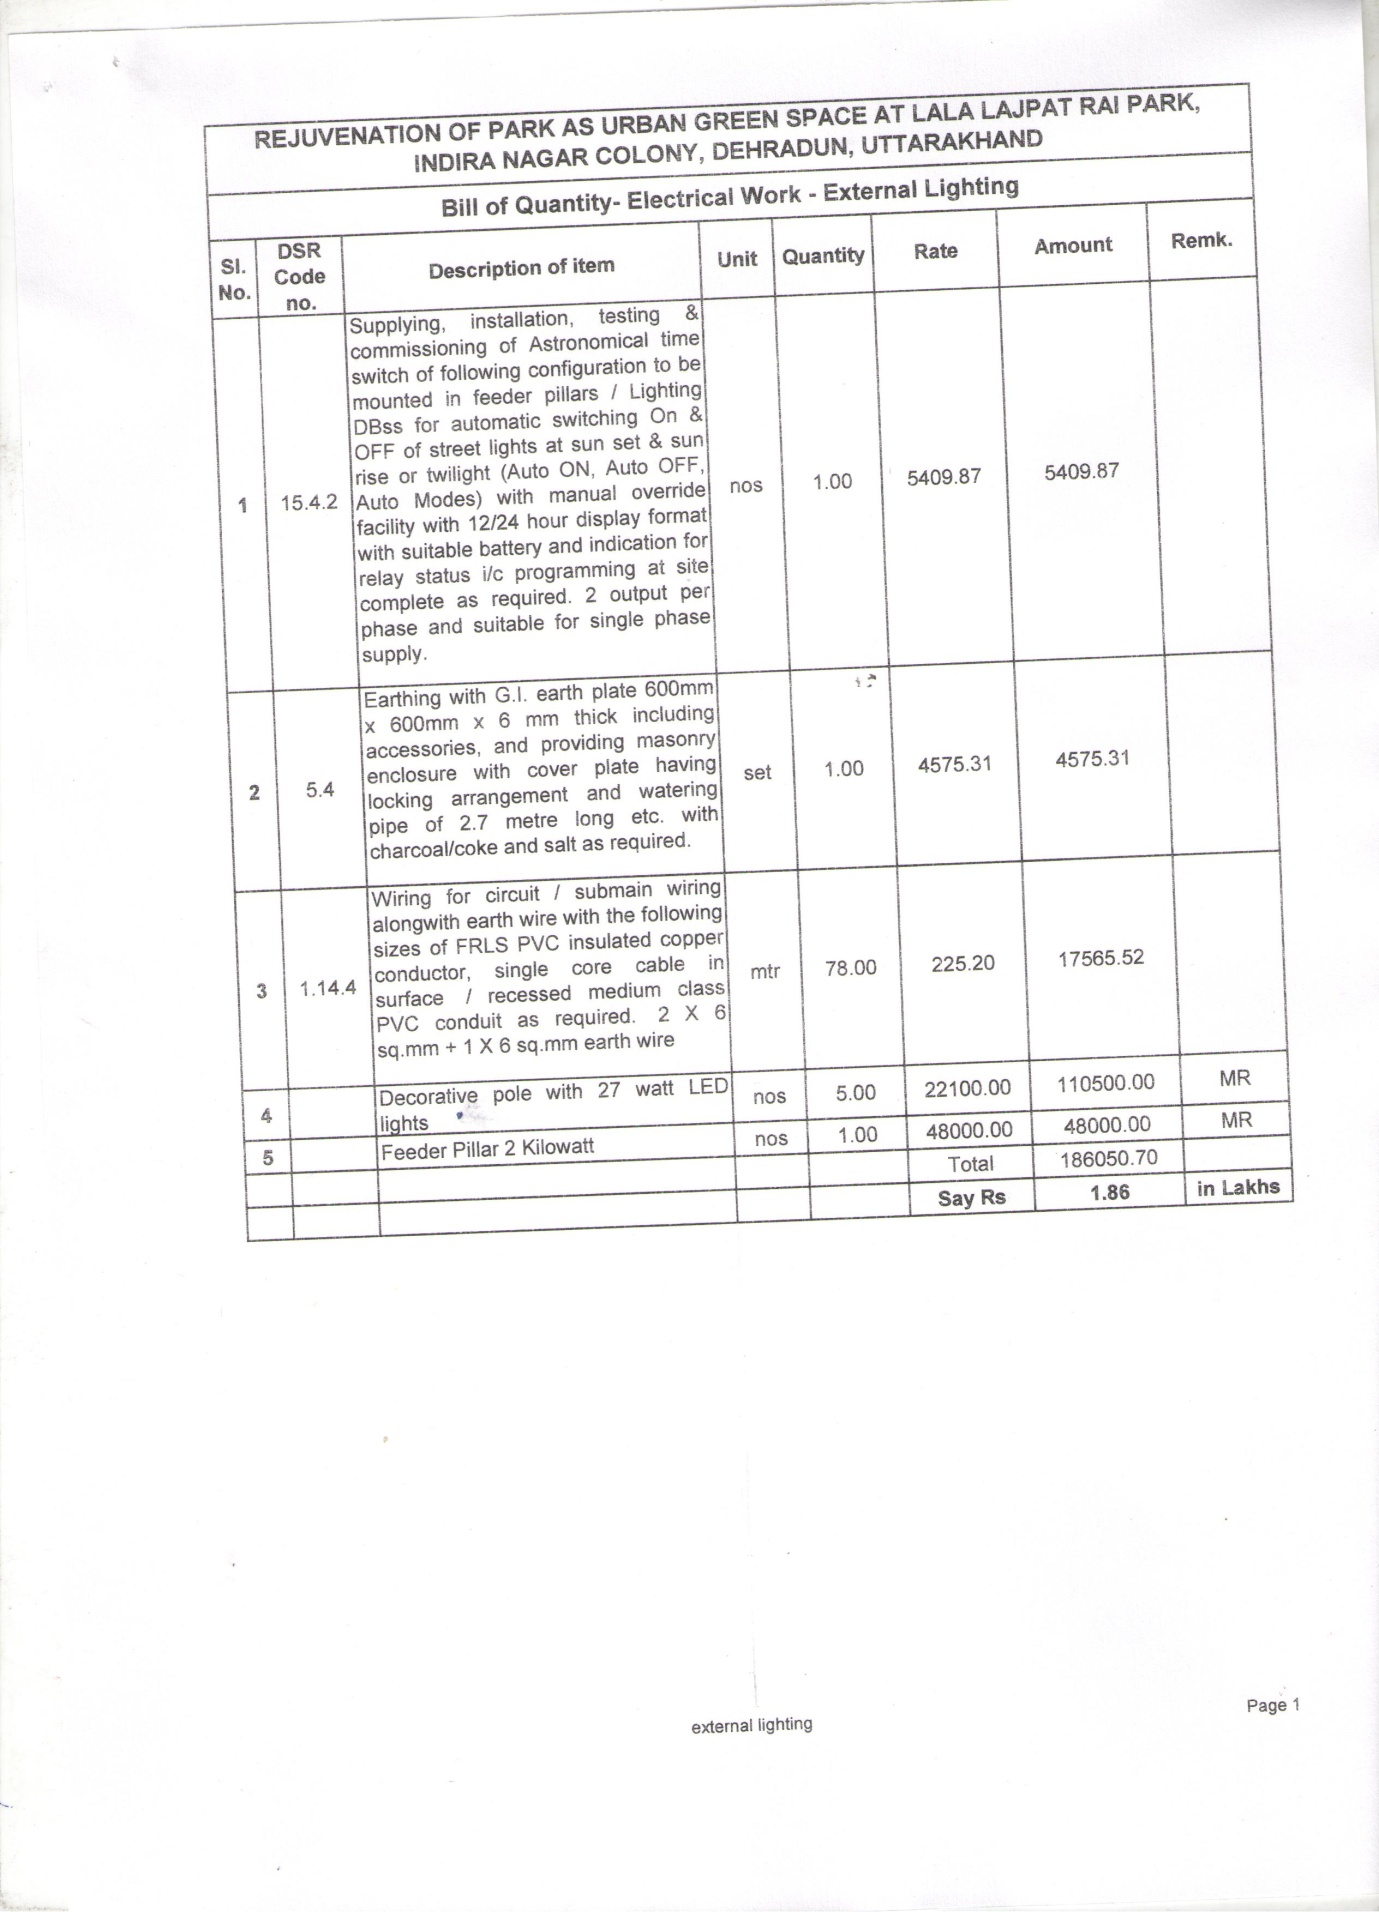 REJUVENATION OF PARK AS URBAN GREEN SPACE AT LALA LAJPAT RAI PARK,
INDIRA NAGAR COLONY, DEHRADUN, UTTARAKHAND
Bill of Quantity- Electrical Work - External Lighting
Sl. No. DSR Code no. Description of item Unit Quantity Rate Amount Remk.
1 15.4.2 nos 1.00 5409.87 5409.87
Supplying, installation, testing &
commissioning of Astronomical time
switch of following configuration to be
mounted in feeder pillars / Lighting
DBss for automatic switching On &
OFF of street lights at sun set & sun
rise or twilight (Auto ON, Auto OFF,
Auto Modes) with manual override
facility with 12/24 hour display format
with suitable battery and indication for
relay status i/c programming at site
complete as required. 2 output per
phase and suitable for single phase
supply.
2 5.4 set 1.00 4575.31 4575.31
Earthing with G.I. earth plate 600mm
x 600mm x 6 mm thick including
accessories, and providing masonry
enclosure with cover plate having
locking arrangement and watering
pipe of 2.7 metre long etc. with
charcoal/coke and salt as required.
3 1.14.4 mtr 78.00 225.20 17565.52
Wiring for circuit / submain wiring
alongwith earth wire with the following
sizes of FRLS PVC insulated copper
conductor, single core cable in
surface / recessed medium class
PVC conduit as required. 2 X 6
sq.mm + 1 X 6 sq.mm earth wire
4 Decorative pole with 27 watt LED nos 5.00 22100.00 110500.00 MR
lights
5 Feeder Pillar 2 Kilowatt nos 1.00 48000.00 48000.00 MR
Total 186050.70
Say Rs 1.86 in Lakhs
external lighting
Page 1